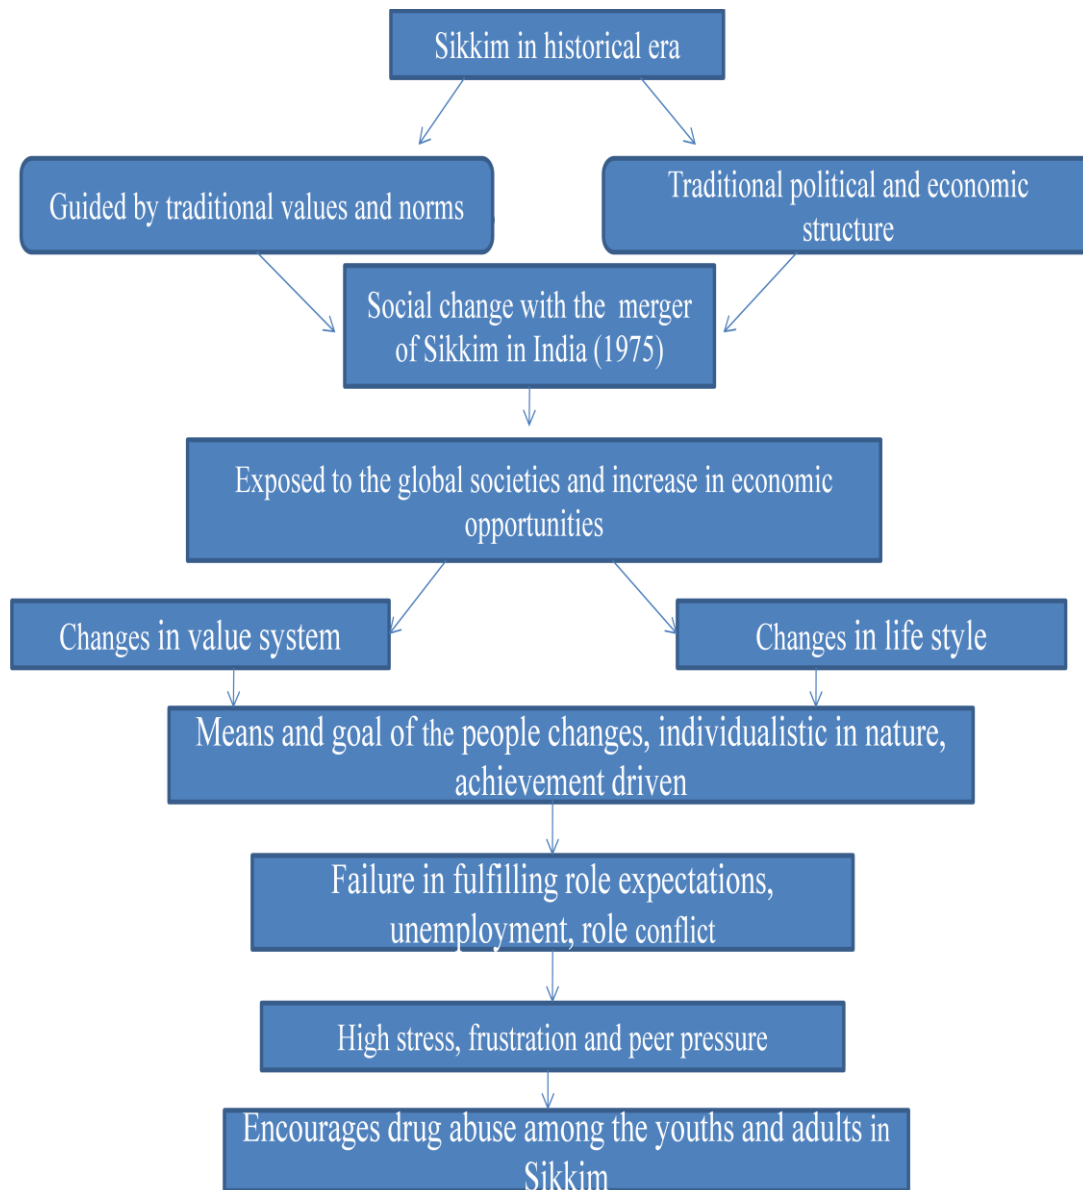 Sikkim in historical era
Guided by traditional values and norms
Traditional political and economic
structure
Social change with the merger
of Sikkim in India (1975)
Exposed to the global societies and increase in economic
opportunities
Changes in value system
Changes in life style
Means and goal of the people changes, individualistic in nature,
achievement driven
Failure in fulfilling role expectations,
unemployment, role conflict
High stress, frustration and peer pressure
Encourages drug abuse among the youths and adults in
Sikkim